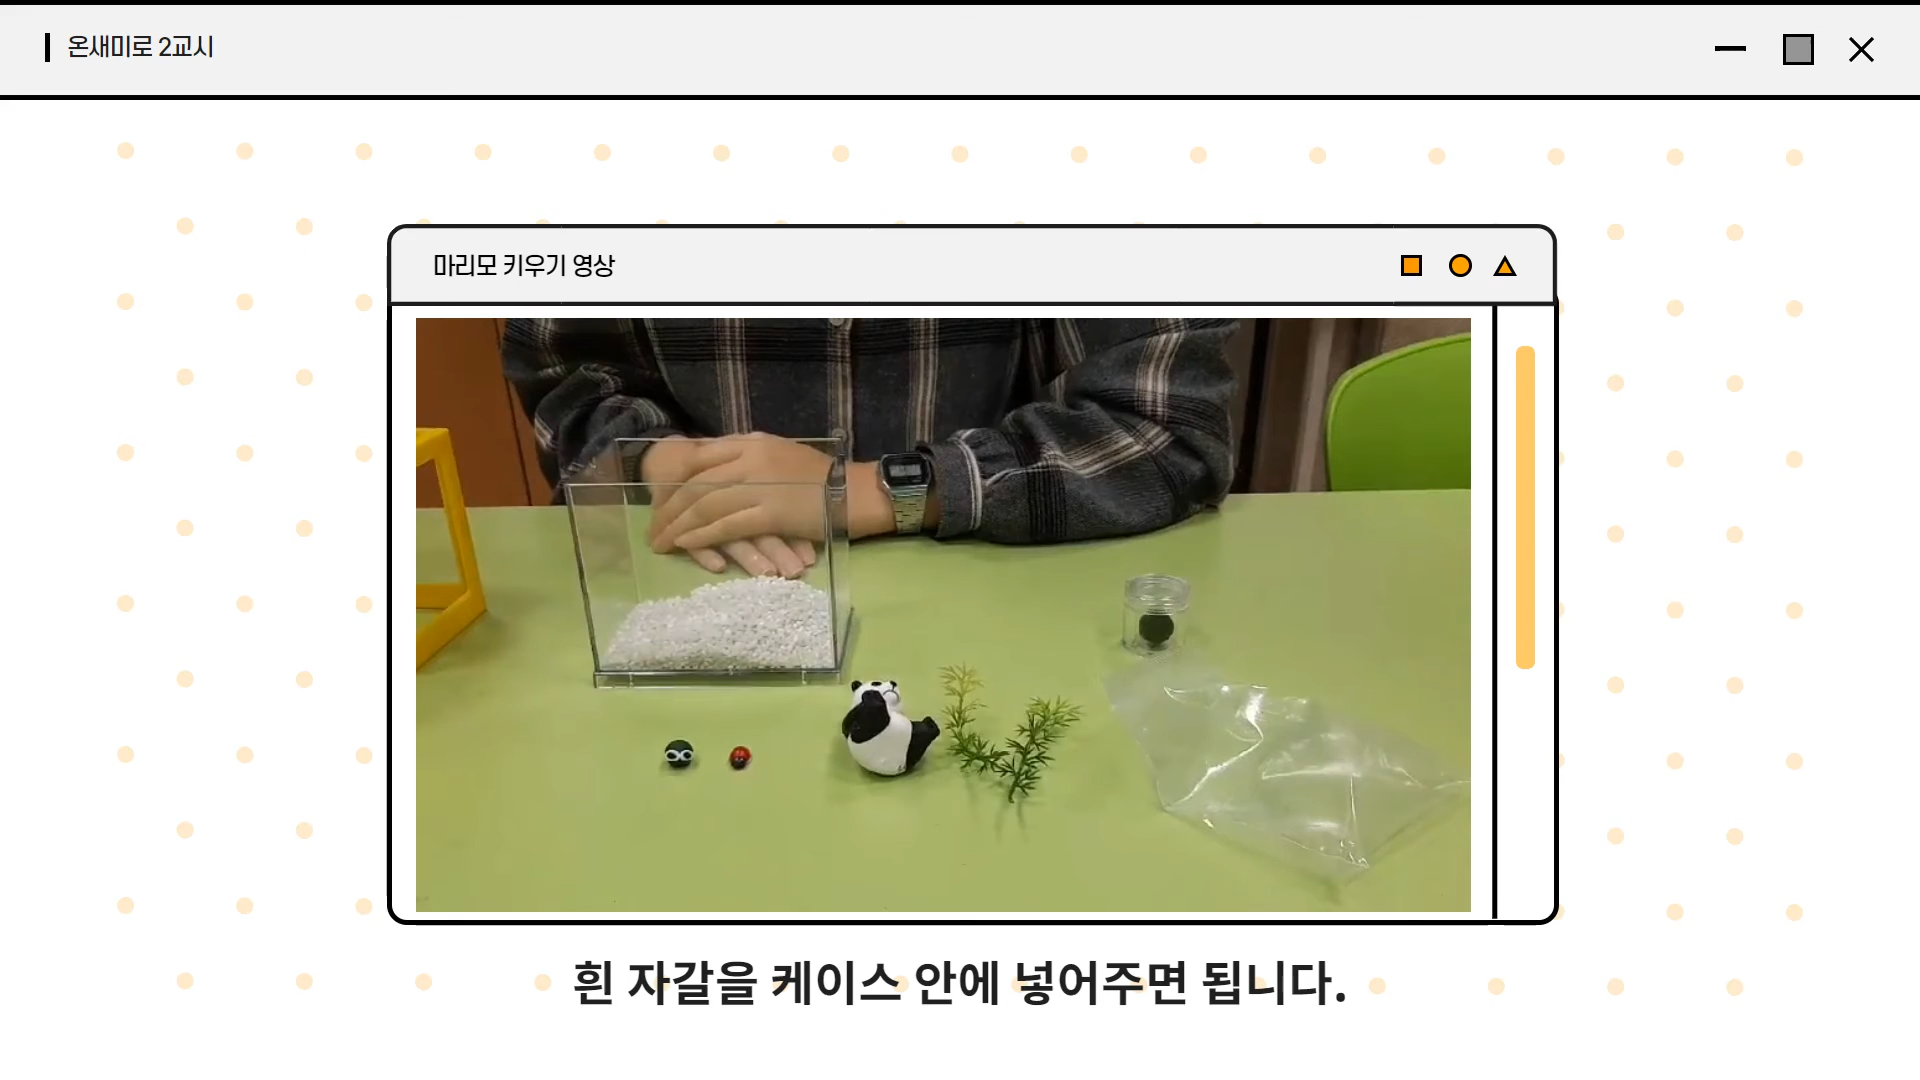 온새미로 2교시
마리모 키우기 영상
흰 자갈을 케이스 안에 넣어주면 됩니다.